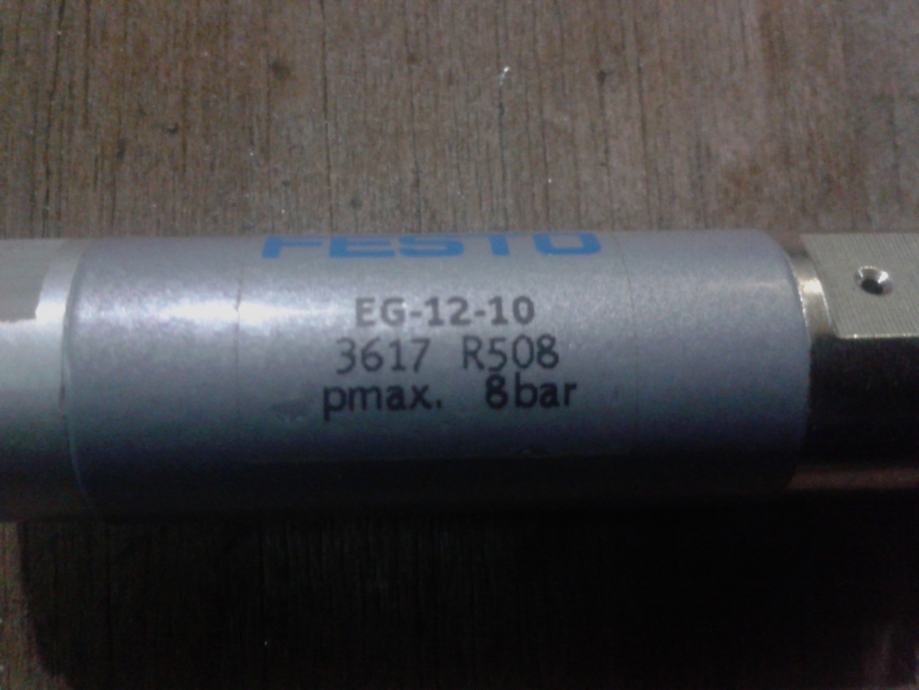 FESTO
EG-12-10
3617 R508
pmax. 8bar